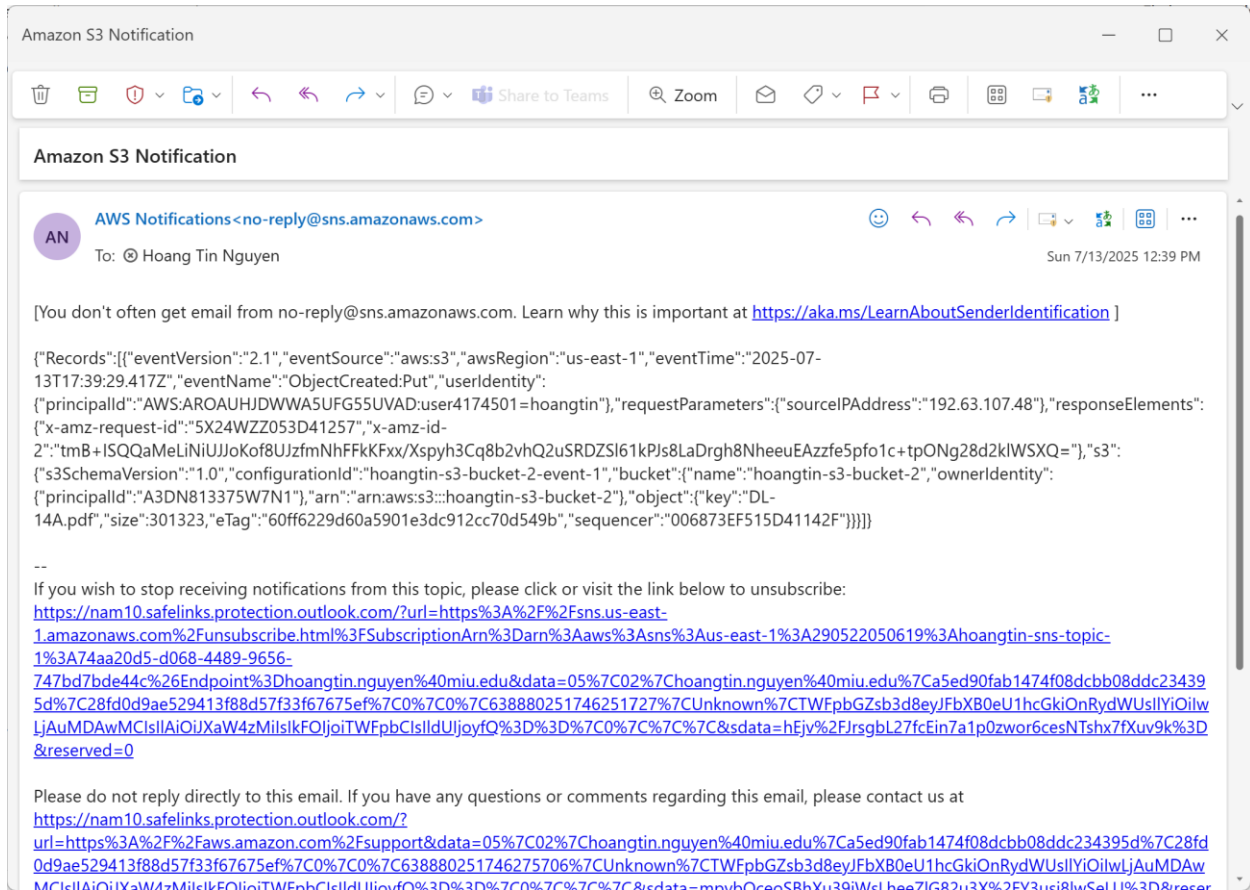 Amazon S3 Notification
Share to Teams
Zoom
Amazon S3 Notification
AN
AWS Notifications<no-reply@sns.amazonaws.com>
To: Hoang Tin Nguyen
Sun 7/13/2025 12:39 PM
[You don't often get email from no-reply@sns.amazonaws.com. Learn why this is important at https://aka.ms/LearnAboutSenderIdentification ]
{"Records":[{"eventVersion":"2.1","eventSource":"aws:s3","awsRegion":"us-east-1","eventTime":"2025-07-
13T17:39:29.417Z","eventName":"ObjectCreated:Put","userIdentity":
{"principalId":"AWS:AROAUHJDWWA5UFG55UVAD:user4174501=hoangtin"},"requestParameters":{"sourceIPAddress":"192.63.107.48"},"responseElements":
{"x-amz-request-id":"5X24WZZ053D41257","x-amz-id-
2":"tmB+ISQQaMeLiNiUJJoKof8UJzfmNhFFkKFxx/Xspyh3Cq8b2vhQ2uSRDZSl61kPJs8LaDrgh8NheeuEAzzfe5pfo1c+tpONg28d2klWSXQ="},"s3":
{"s3SchemaVersion":"1.0","configurationId":"hoangtin-s3-bucket-2-event-1","bucket":{"name":"hoangtin-s3-bucket-2","ownerIdentity":
{"principalId":"A3DN813375W7N1"},"arn":"arn:aws:s3:::hoangtin-s3-bucket-2"},"object":{"key":"DL-
14A.pdf","size":301323,"eTag":"60ff6229d60a5901e3dc912cc70d549b","sequencer":"006873EF515D41142F"}}}]}
--
If you wish to stop receiving notifications from this topic, please click or visit the link below to unsubscribe:
https://nam10.safelinks.protection.outlook.com/?url=https%3A%2F%2Fsns.us-east-
1.amazonaws.com%2Funsubscribe.html%3FSubscriptionArn%3Darn%3Aaws%3Asns%3Aus-east-1%3A290522050619%3Ahoangtin-sns-topic-
1%3A74aa20d5-d068-4489-9656-
747bd7bde44c%26Endpoint%3Dhoangtin.nguyen%40miu.edu&data=05%7C02%7Choangtin.nguyen%40miu.edu%7Ca5ed90fab1474f08dcbb08ddc234395
5d%7C28fd0d9ae529413f88d57f33f67675ef%7C0%7C0%7C638880251746251727%7CUnknown%7CTWFpbGZsb3d8eyJFbXB0eU1hcGkiOnRydWUsIlYiOiIw
LjAuMDAwMCIsIlAiOiJXaW4zMiIsIkFOIjoiTWFpbCIsIldUIjoyfQ%3D%3D%7C0%7C%7C%7C&sdata=hEjv%2FJrsgbL27fcEin7a1p0zwor6cesNTshx7fXuv9k%3D
&reserved=0
Please do not reply directly to this email. If you have any questions or comments regarding this email, please contact us at
https://nam10.safelinks.protection.outlook.com/?
url=https%3A%2F%2Faws.amazon.com%2Fsupport&data=05%7C02%7Choangtin.nguyen%40miu.edu%7Ca5ed90fab1474f08dcbb08ddc234395d%7C28fd
0d9ae529413f88d57f33f67675ef%7C0%7C0%7C638880251746275706%7CUnknown%7CTWFpbGZsb3d8eyJFbXB0eU1hcGkiOnRydWUsIlYiOiIwLjAuMDAw